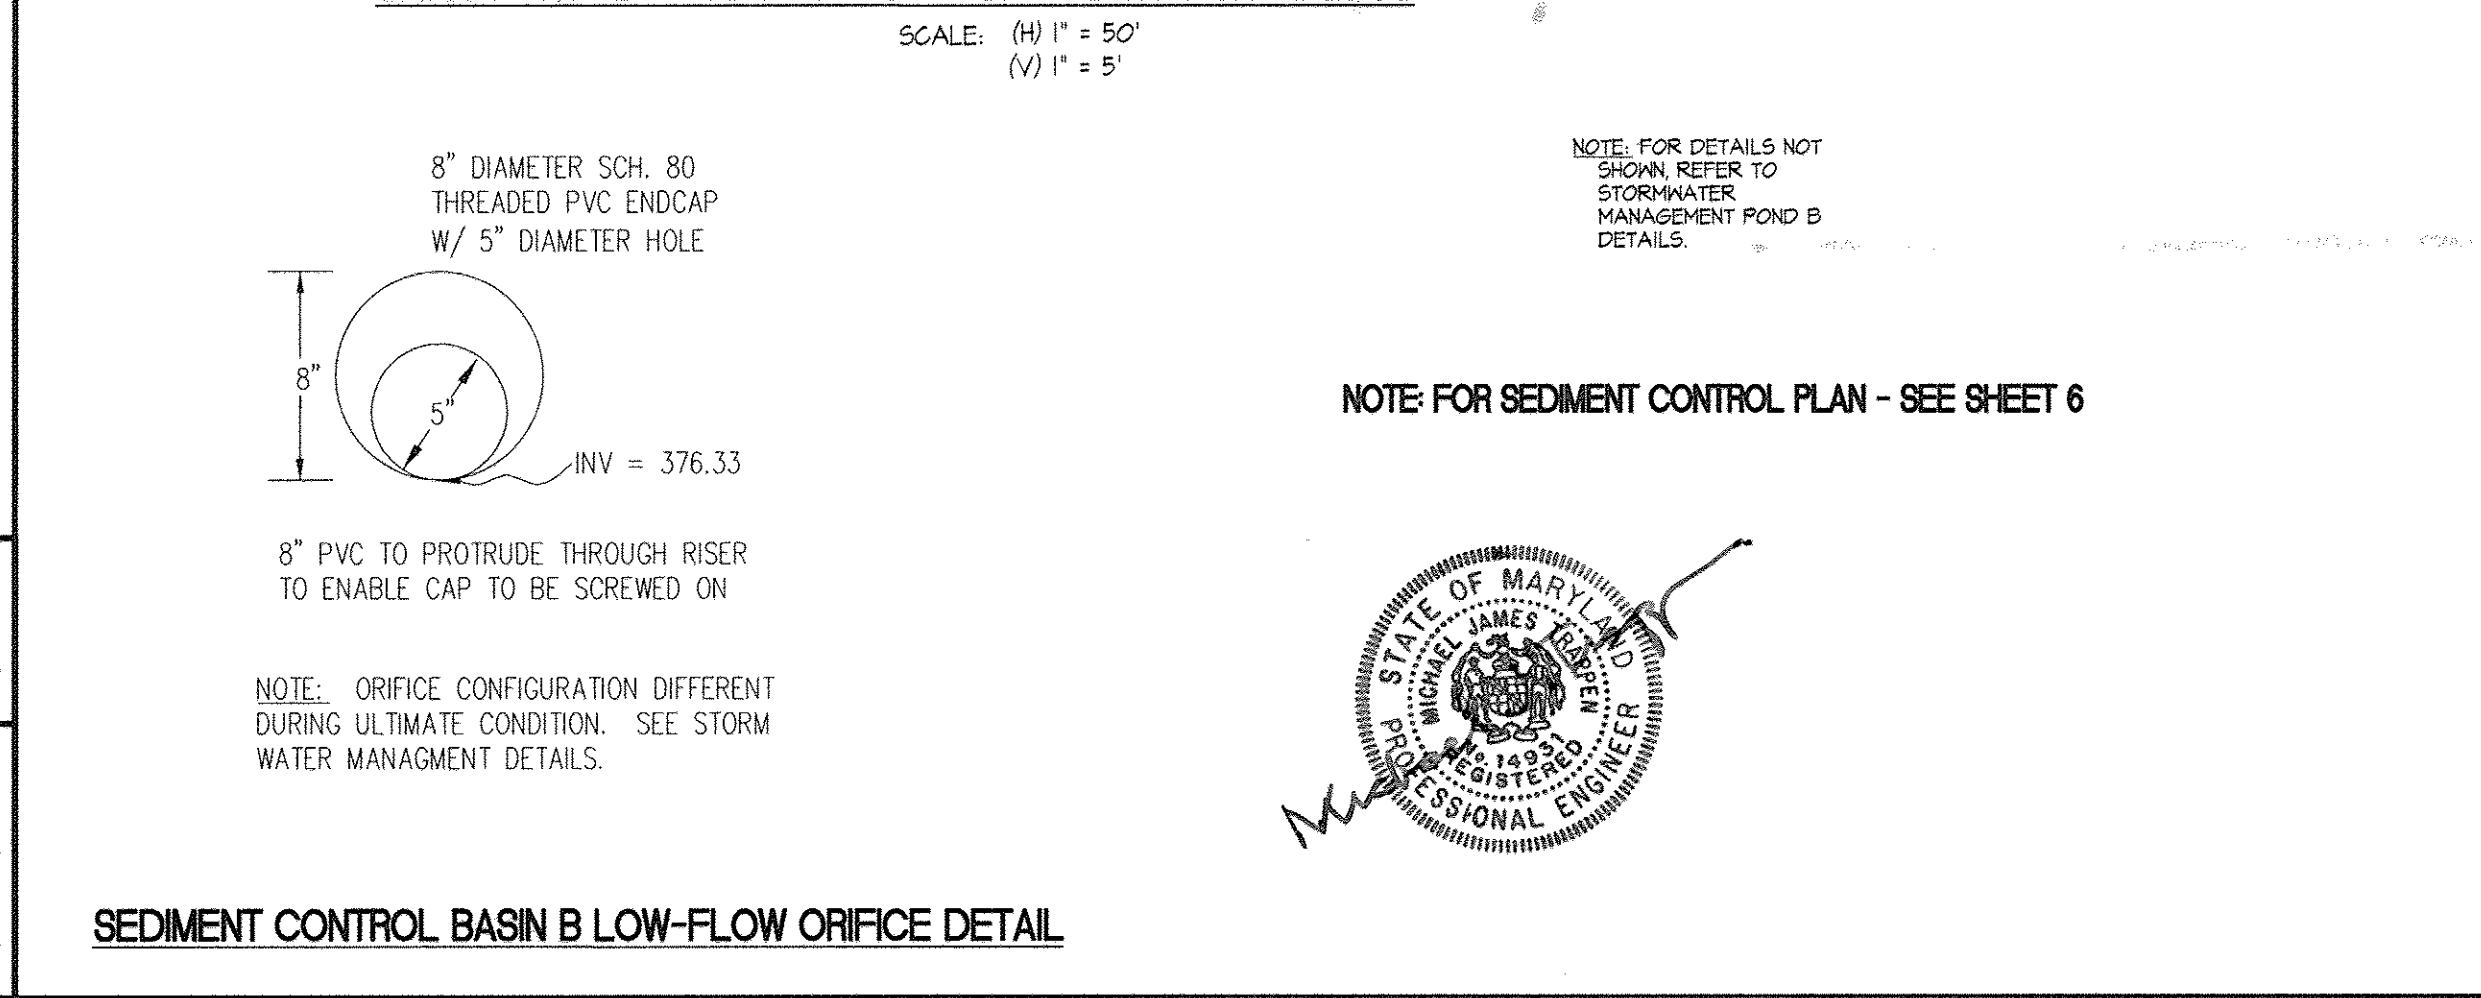 SCALE: (H) 1" = 50'
(V) 1" = 5'
8" DIAMETER SCH. 80
THREADED PVC ENDCAP
W/ 5" DIAMETER HOLE
8"
5"
INV = 376.33
8" PVC TO PROTRUDE THROUGH RISER
TO ENABLE CAP TO BE SCREWED ON
NOTE: ORIFICE CONFIGURATION DIFFERENT
DURING ULTIMATE CONDITION. SEE STORM
WATER MANAGMENT DETAILS.
SEDIMENT CONTROL BASIN B LOW-FLOW ORIFICE DETAIL
NOTE: FOR DETAILS NOT
SHOWN, REFER TO
STORMWATER
MANAGEMENT POND B
DETAILS.
NOTE: FOR SEDIMENT CONTROL PLAN - SEE SHEET 6
STATE OF MARYLAND
MICHAEL JAMES TRAPPEN
No. 14931
REGISTERED
PROFESSIONAL ENGINEER